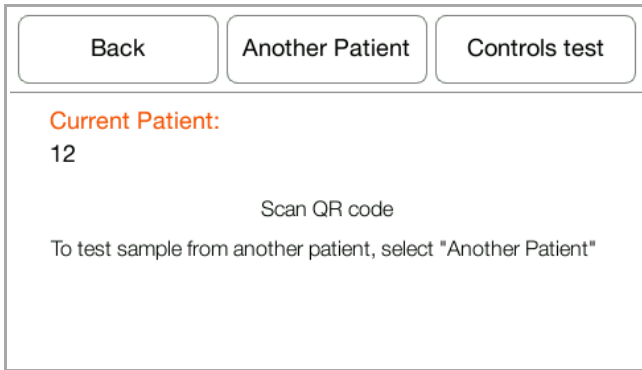 Back Another Patient Controls test
Current Patient:
12
Scan QR code
To test sample from another patient, select "Another Patient"